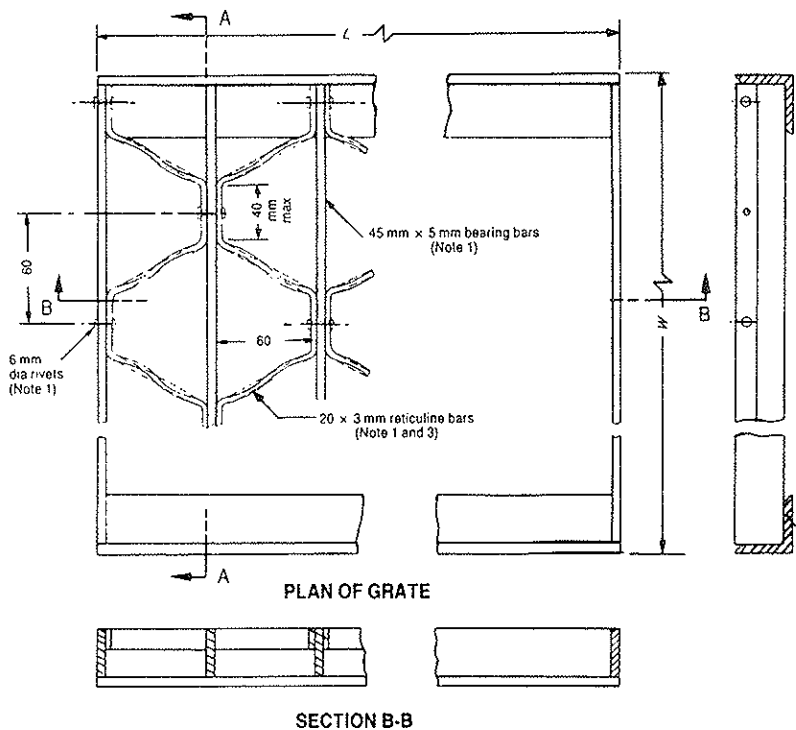 A
L
40
mm
max
45 mm × 5 mm bearing bars
(Note 1)
60
B
B
W
6 mm
dia rivets
(Note 1)
60
20 × 3 mm reticuline bars
(Note 1 and 3)
A
PLAN OF GRATE
SECTION B-B